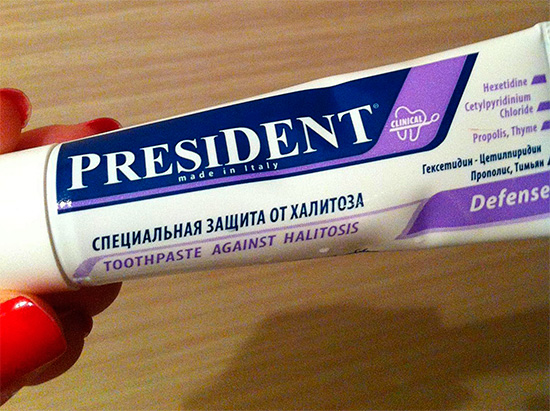 PRESIDENT®
made in Italy
CLINICAL
Hexetidine
Cetylpyridinium
Chloride
Propolis, Thyme
Гексетидин - Цетилпиридин
Прополис, Тимьян
СПЕЦИАЛЬНАЯ ЗАЩИТА ОТ ХАЛИТОЗА
TOOTHPASTE AGAINST HALITOSIS
Defense